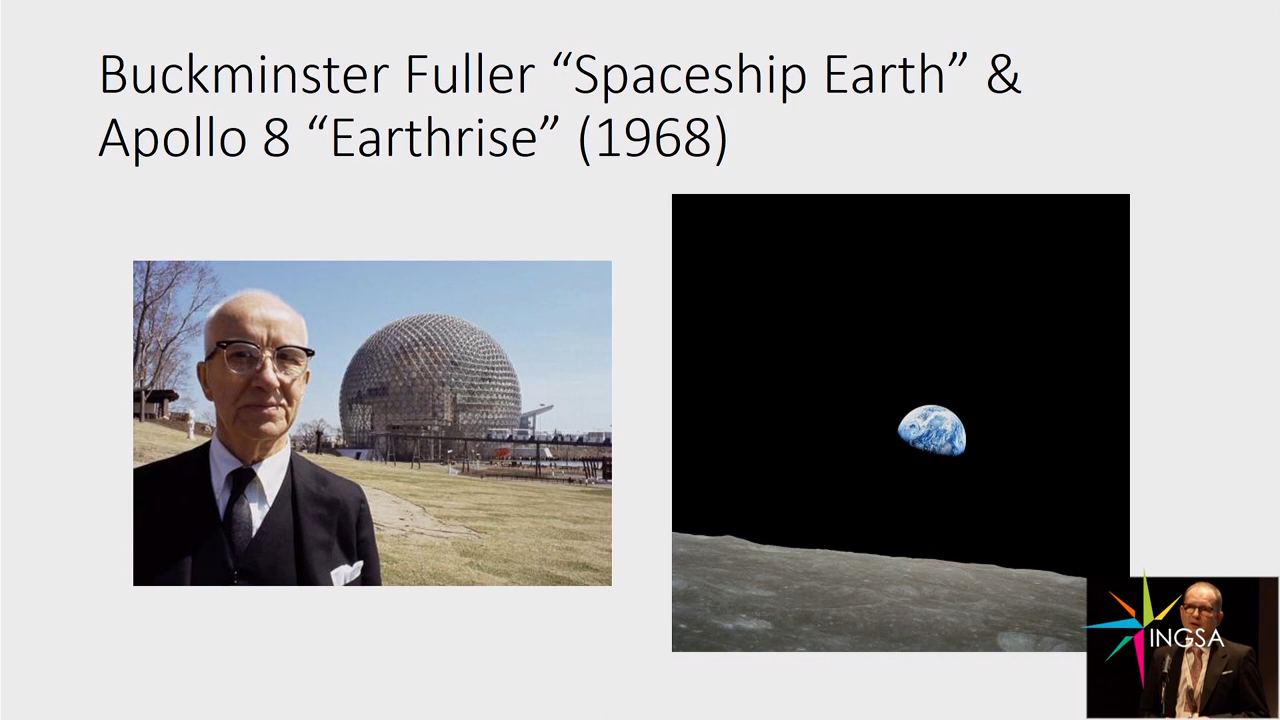 Buckminster Fuller “Spaceship Earth” &
Apollo 8 “Earthrise” (1968)
INGSA